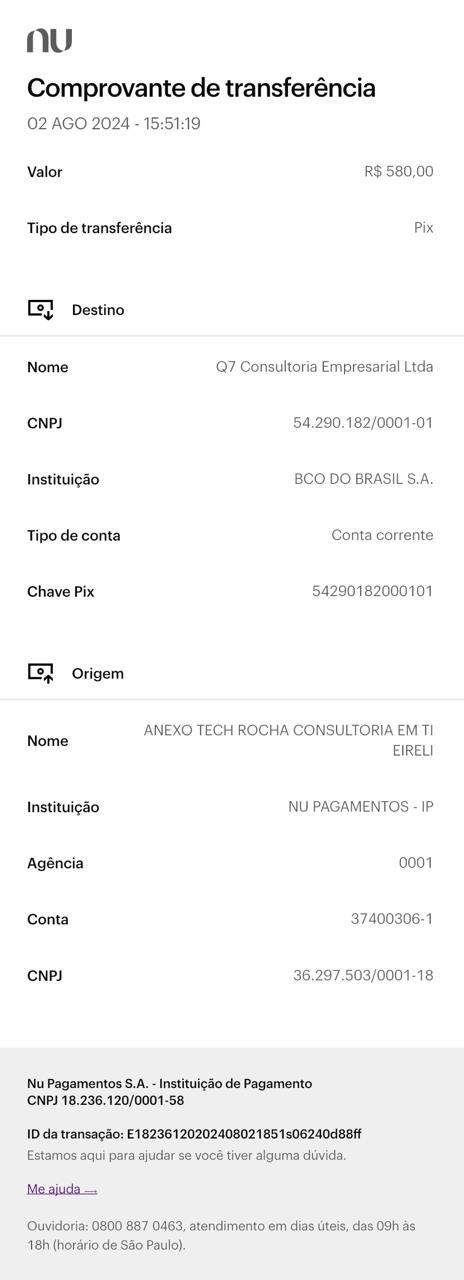 nu
Comprovante de transferência
02 AGO 2024 - 15:51:19
Valor R$ 580,00
Tipo de transferência Pix
Destino
Nome Q7 Consultoria Empresarial Ltda
CNPJ 54.290.182/0001-01
Instituição BCO DO BRASIL S.A.
Tipo de conta Conta corrente
Chave Pix 54290182000101
Origem
Nome ANEXO TECH ROCHA CONSULTORIA EM TI
EIRELI
Instituição NU PAGAMENTOS - IP
Agência 0001
Conta 37400306-1
CNPJ 36.297.503/0001-18
Nu Pagamentos S.A. - Instituição de Pagamento
CNPJ 18.236.120/0001-58
ID da transação: E18236120202408021851s06240d88ff
Estamos aqui para ajudar se você tiver alguma dúvida.
Me ajuda
Ouvidoria: 0800 887 0463, atendimento em dias úteis, das 09h às
18h (horário de São Paulo).